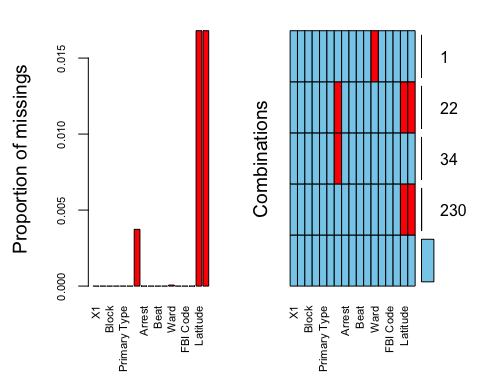 Proportion of missings
0.015
0.010
0.005
0.000
X1
Block
Primary Type
Arrest
Beat
Ward
FBI Code
Latitude
Combinations
1
22
34
230
X1
Block
Primary Type
Arrest
Beat
Ward
FBI Code
Latitude